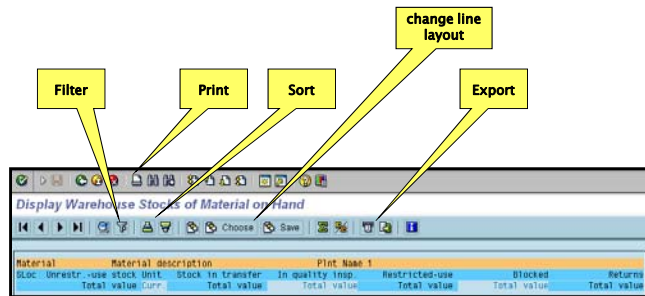 change line
layout
Filter
Print
Sort
Export
Display Warehouse Stocks of Material on Hand
Choose Save
Material Material description Plnt Name 1
SLoc Unrestr.-use stock Unit Stock in transfer In quality insp. Restricted-use Blocked Returns
Total value Curr. Total value Total value Total value Total value Total value